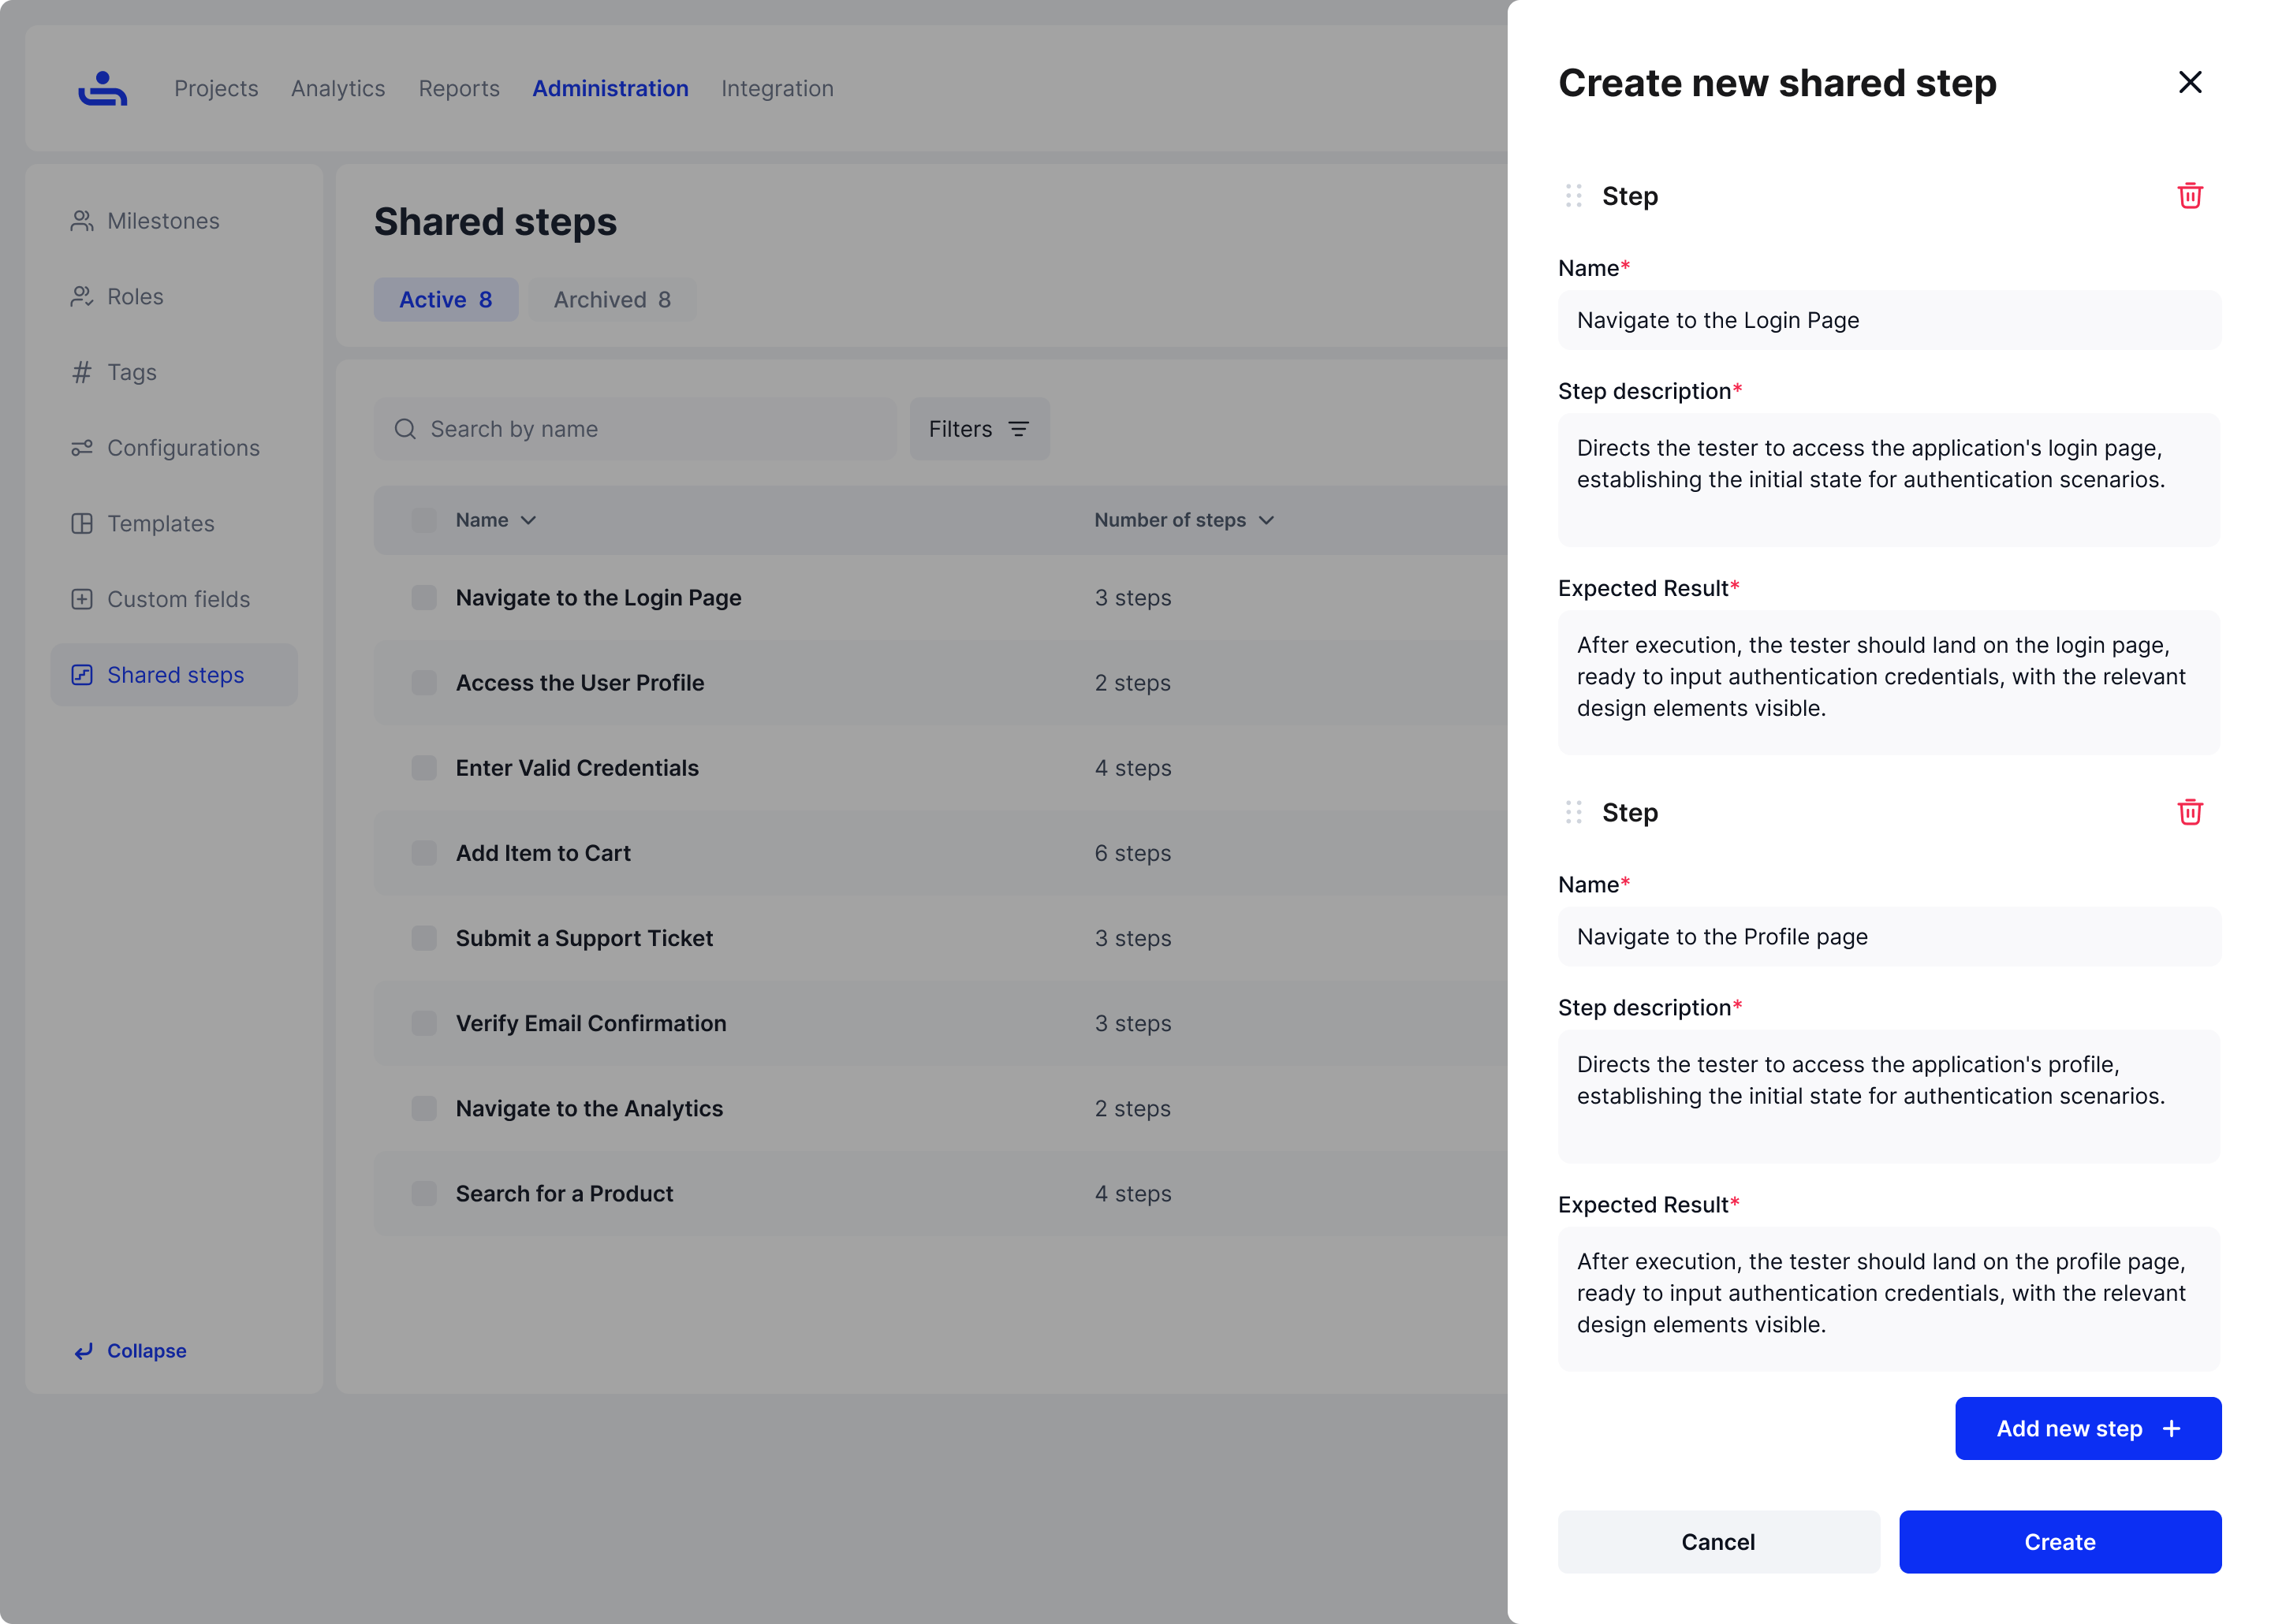 Projects Analytics Reports Administration Integration
Milestones
Roles
Tags
Configurations
Templates
Custom fields
Shared steps
Collapse
Shared steps
Active 8 Archived 8
Search by name Filters
Name Number of steps
Navigate to the Login Page 3 steps
Access the User Profile 2 steps
Enter Valid Credentials 4 steps
Add Item to Cart 6 steps
Submit a Support Ticket 3 steps
Verify Email Confirmation 3 steps
Navigate to the Analytics 2 steps
Search for a Product 4 steps
Create new shared step
Step
Name*
Navigate to the Login Page
Step description*
Directs the tester to access the application's login page,
establishing the initial state for authentication scenarios.
Expected Result*
After execution, the tester should land on the login page,
ready to input authentication credentials, with the relevant
design elements visible.
Step
Name*
Navigate to the Profile page
Step description*
Directs the tester to access the application's profile,
establishing the initial state for authentication scenarios.
Expected Result*
After execution, the tester should land on the profile page,
ready to input authentication credentials, with the relevant
design elements visible.
Add new step +
Cancel Create